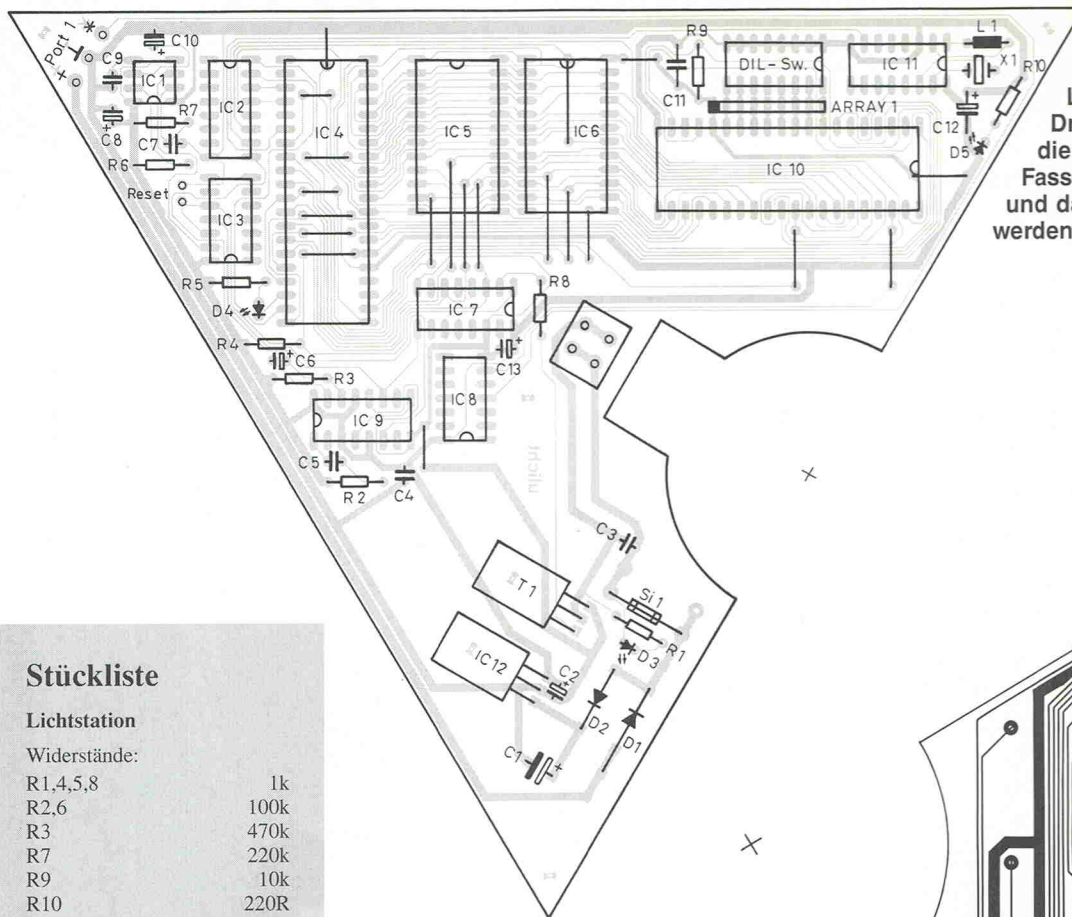 Port 1
*
+
C9
C10
+
IC 1
C8
+
R7
C7
R6
Reset
IC 2
IC 3
IC 4
IC 5
IC 6
R9
C11
DIL-Sw.
ARRAY 1
IC 11
L 1
X1
R10
C12
+
D5
IC 10
R5
D4
R4
C6
+
R3
IC 7
R8
C13
+
IC 8
IC 9
C5
R2
C4
ulicht
C3
T1
Si 1
R1
IC12
D3
C2
+
D2
D1
C1
+
L
Dr
die
Fass
und da
werden
Stückliste
Lichtstation
Widerstände:
R1,4,5,8 1k
R2,6 100k
R3 470k
R7 220k
R9 10k
R10 220R